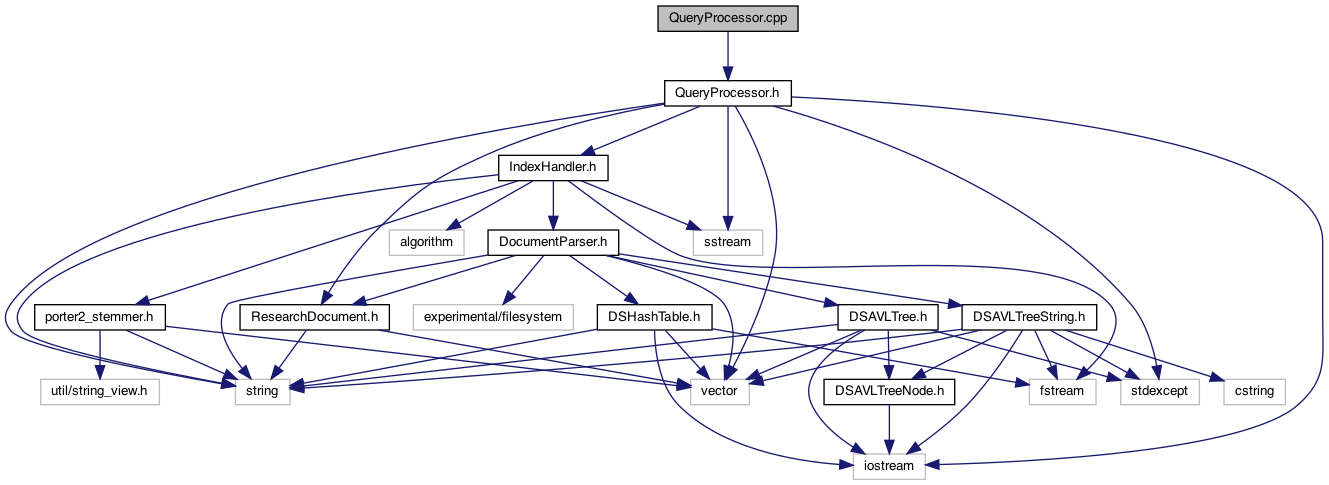 QueryProcessor.cpp
QueryProcessor.h
IndexHandler.h
algorithm
DocumentParser.h
sstream
porter2_stemmer.h
ResearchDocument.h
experimental/filesystem
DSHashTable.h
DSAVLTree.h
DSAVLTreeString.h
util/string_view.h
string
vector
DSAVLTreeNode.h
fstream
stdexcept
cstring
iostream